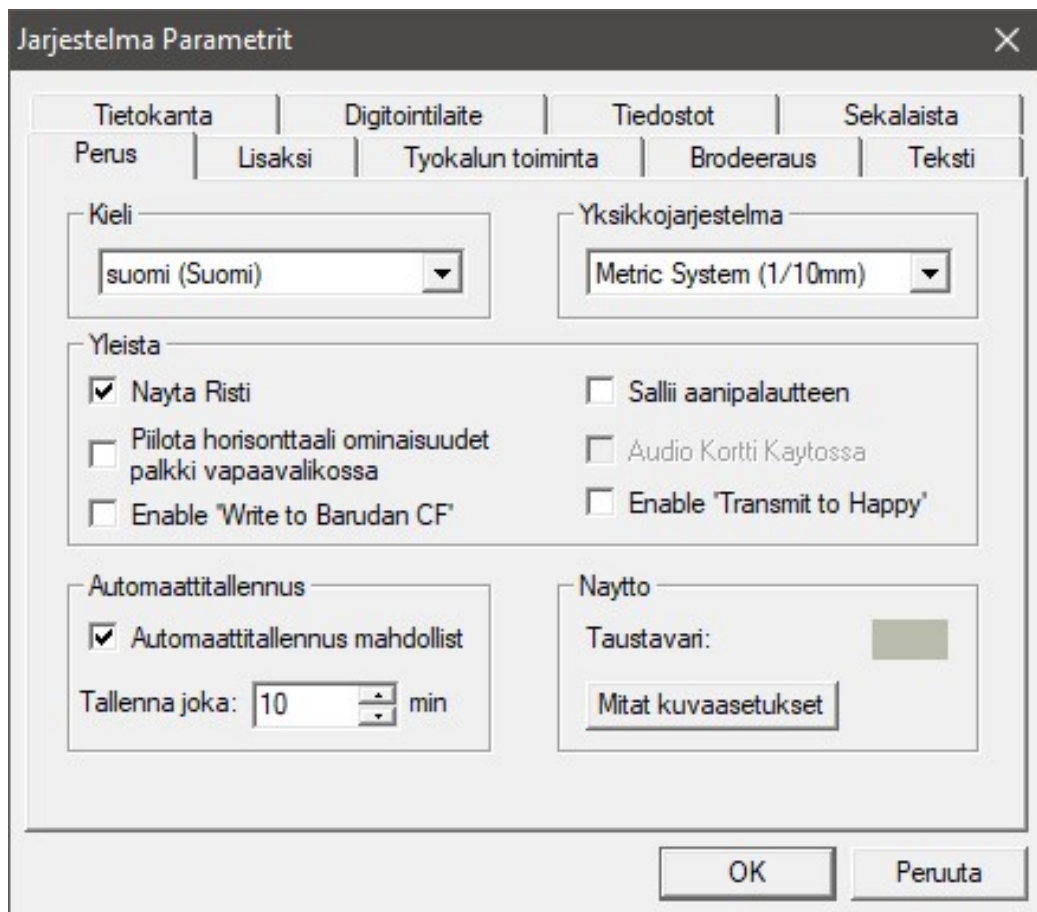 Jarjestelma Parametrit
Tietokanta Digitointilaite Tiedostot Sekalaista
Perus Lisaksi Tyokalun toiminta Brodeeraus Teksti
Kieli
suomi (Suomi)
Yksikkojarjestelma
Metric System (1/10mm)
Yleista
Nayta Risti
Piilota horisonttaali ominaisuudet
palkki vapaavalikossa
Enable 'Write to Barudan CF'
Sallii aanipalautteen
Audio Kortti Kaytossa
Enable 'Transmit to Happy'
Automaattitallennus
Automaattitallennus mahdollist
Tallenna joka: 10 min
Naytto
Taustavari:
Mitat kuvaasetukset
OK Peruuta